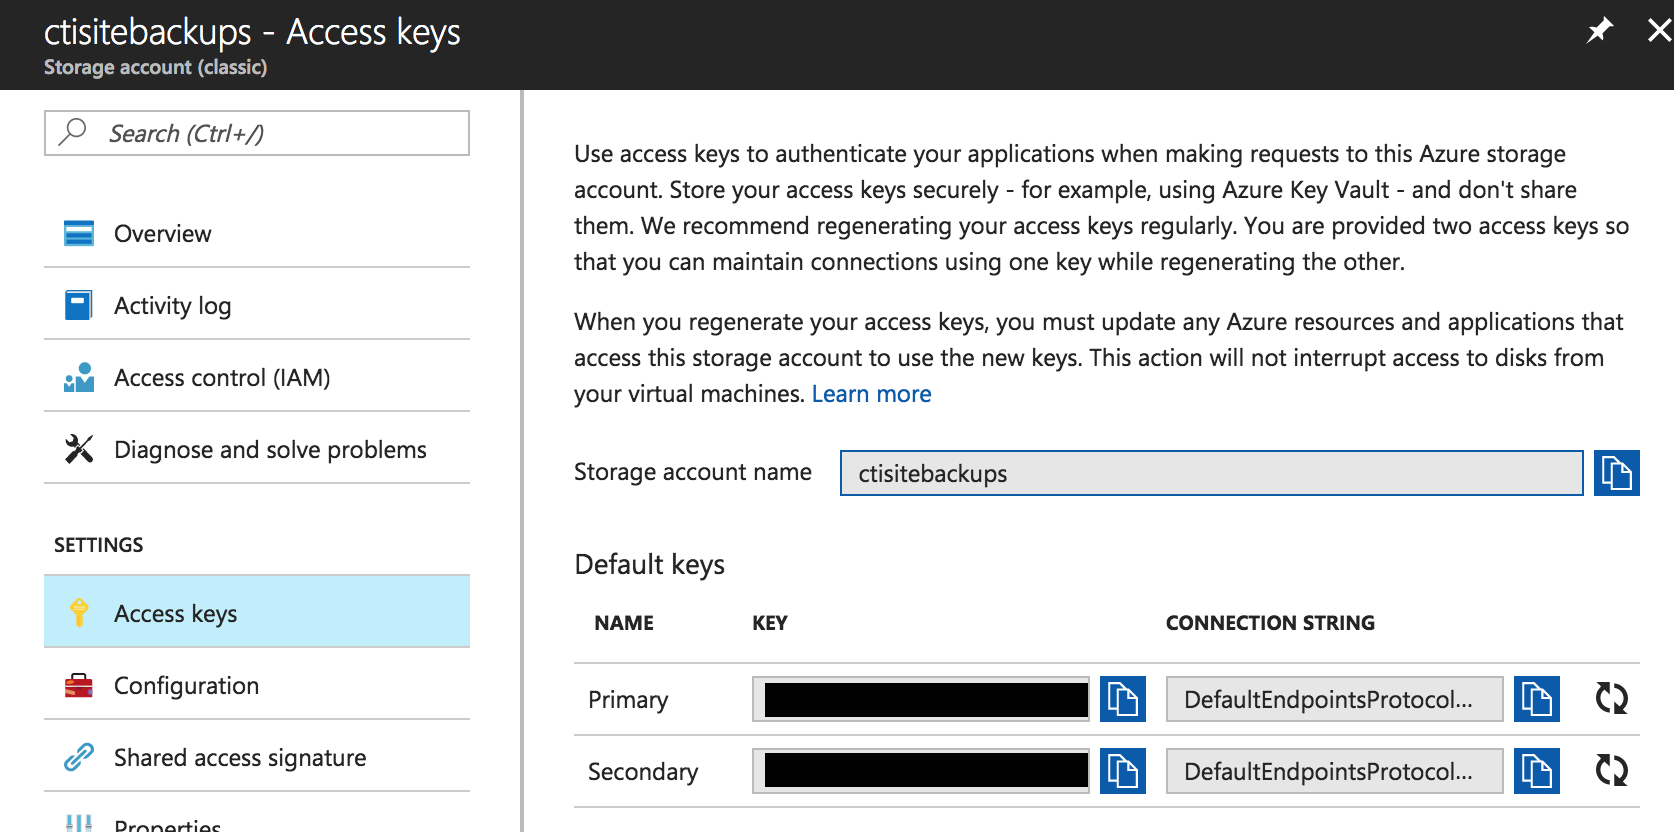 ctisitebackups - Access keys
Storage account (classic)
Search (Ctrl+/)
Overview
Activity log
Access control (IAM)
Diagnose and solve problems
SETTINGS
Access keys
Configuration
Shared access signature
Properties
Use access keys to authenticate your applications when making requests to this Azure storage
account. Store your access keys securely - for example, using Azure Key Vault - and don't share
them. We recommend regenerating your access keys regularly. You are provided two access keys so
that you can maintain connections using one key while regenerating the other.
When you regenerate your access keys, you must update any Azure resources and applications that
access this storage account to use the new keys. This action will not interrupt access to disks from
your virtual machines. Learn more
Storage account name ctisitebackups
Default keys
NAME KEY CONNECTION STRING
Primary DefaultEndpointsProtocol...
Secondary DefaultEndpointsProtocol...